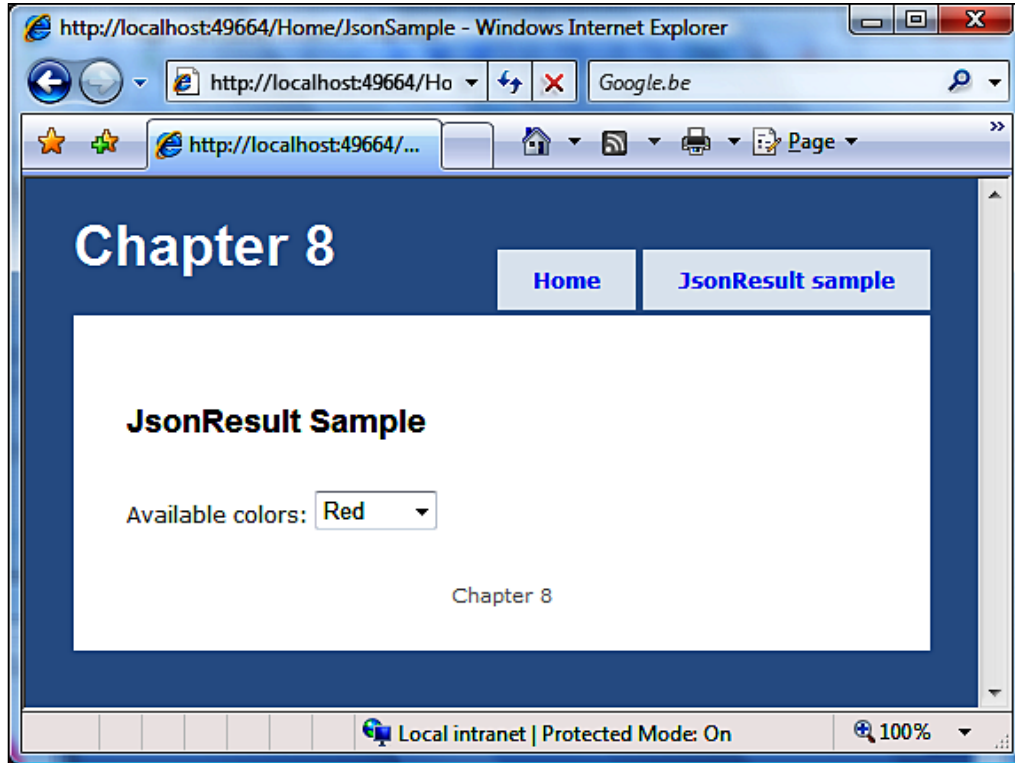 http://localhost:49664/Home/JsonSample - Windows Internet Explorer
http://localhost:49664/Ho
Google.be
http://localhost:49664/...
Page
Chapter 8
Home
JsonResult sample
JsonResult Sample
Available colors: Red
Chapter 8
Local intranet | Protected Mode: On
100%